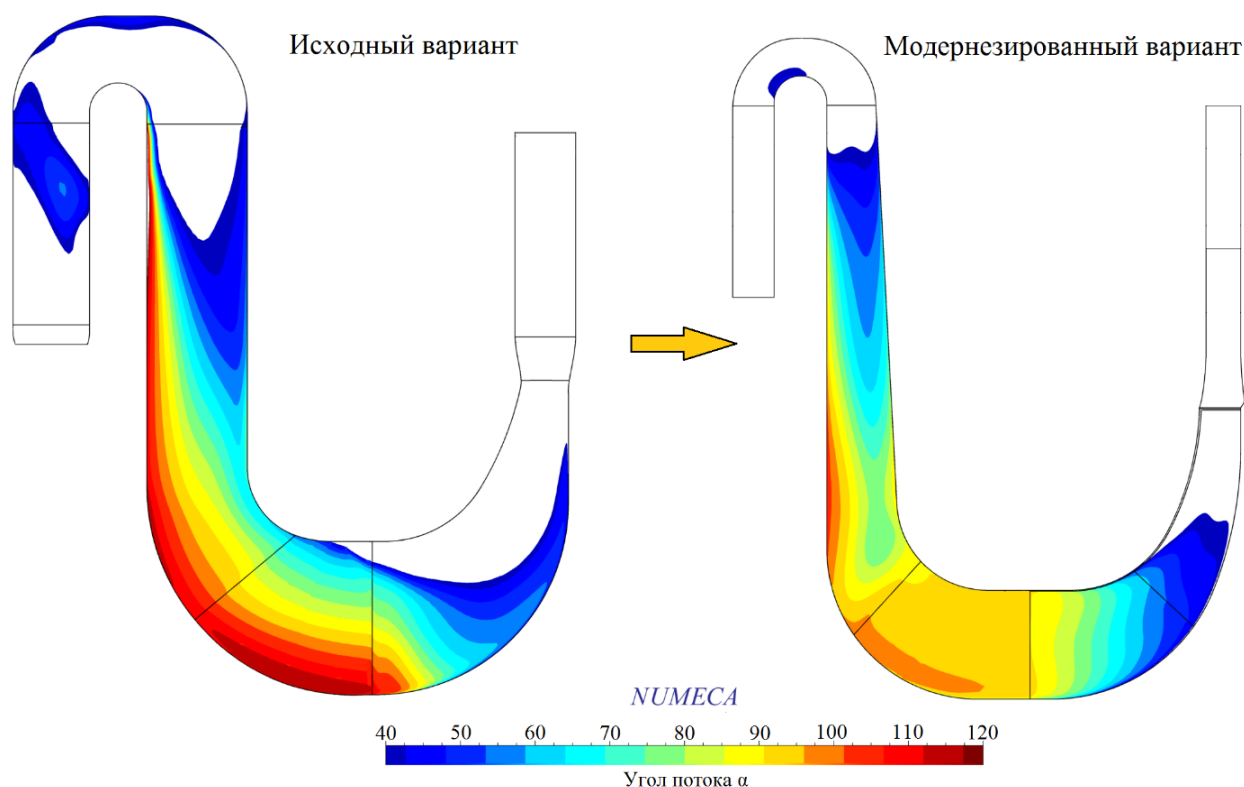 Исходный вариант
Модернезированный вариант
NUMECA
40 50 60 70 80 90 100 110 120
Угол потока α